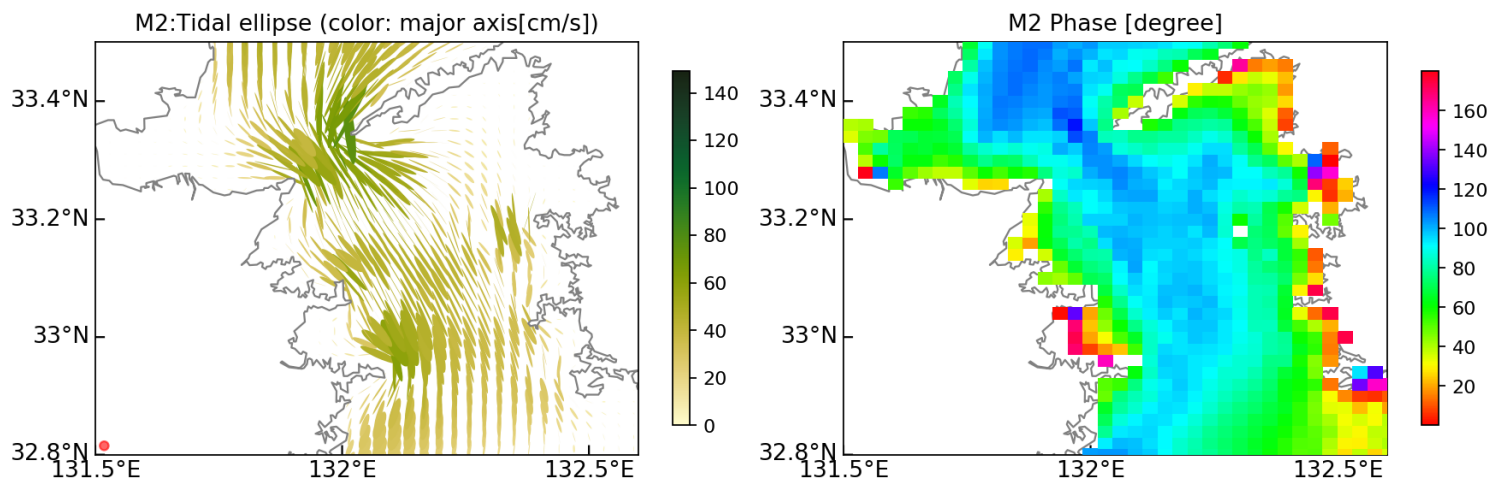 M2:Tidal ellipse (color: major axis[cm/s])
33.4°N
33.2°N
33°N
32.8°N
131.5°E
132°E
132.5°E
140
120
100
80
60
40
20
0
M2 Phase [degree]
33.4°N
33.2°N
33°N
32.8°N
131.5°E
132°E
132.5°E
160
140
120
100
80
60
40
20